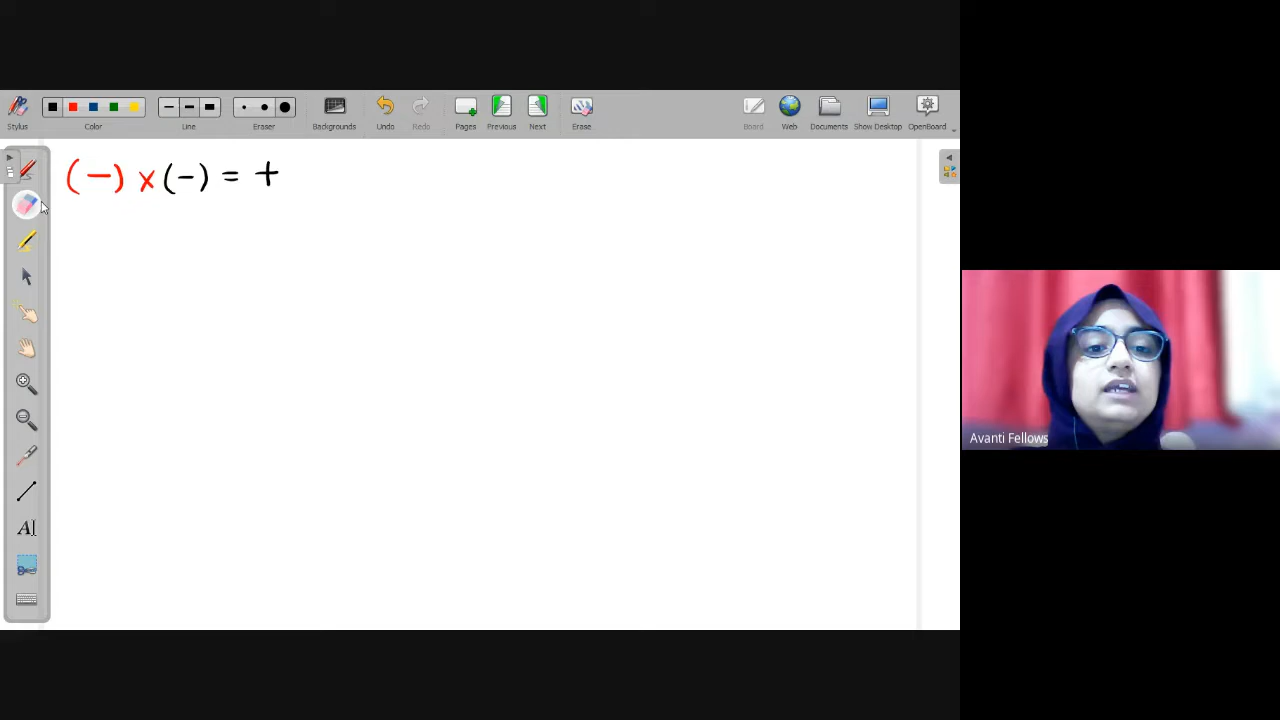 Stylus
Color
Line
Eraser
Backgrounds
Undo
Redo
Pages
Previous
Next
Erase
Board
Web
Documents
Show Desktop
OpenBoard
(-) x (-) = +
A
Avanti Fellows